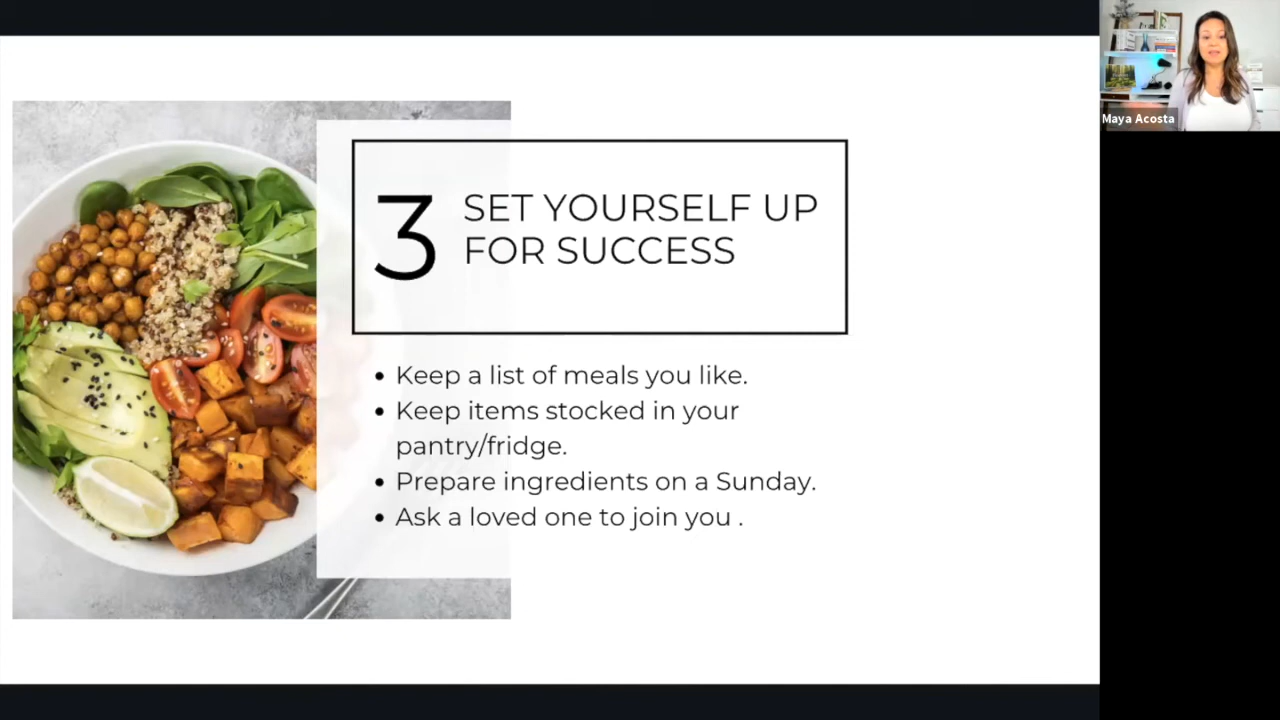 3 SET YOURSELF UP
FOR SUCCESS
Keep a list of meals you like.
Keep items stocked in your
pantry/fridge.
Prepare ingredients on a Sunday.
Ask a loved one to join you .
Maya Acosta